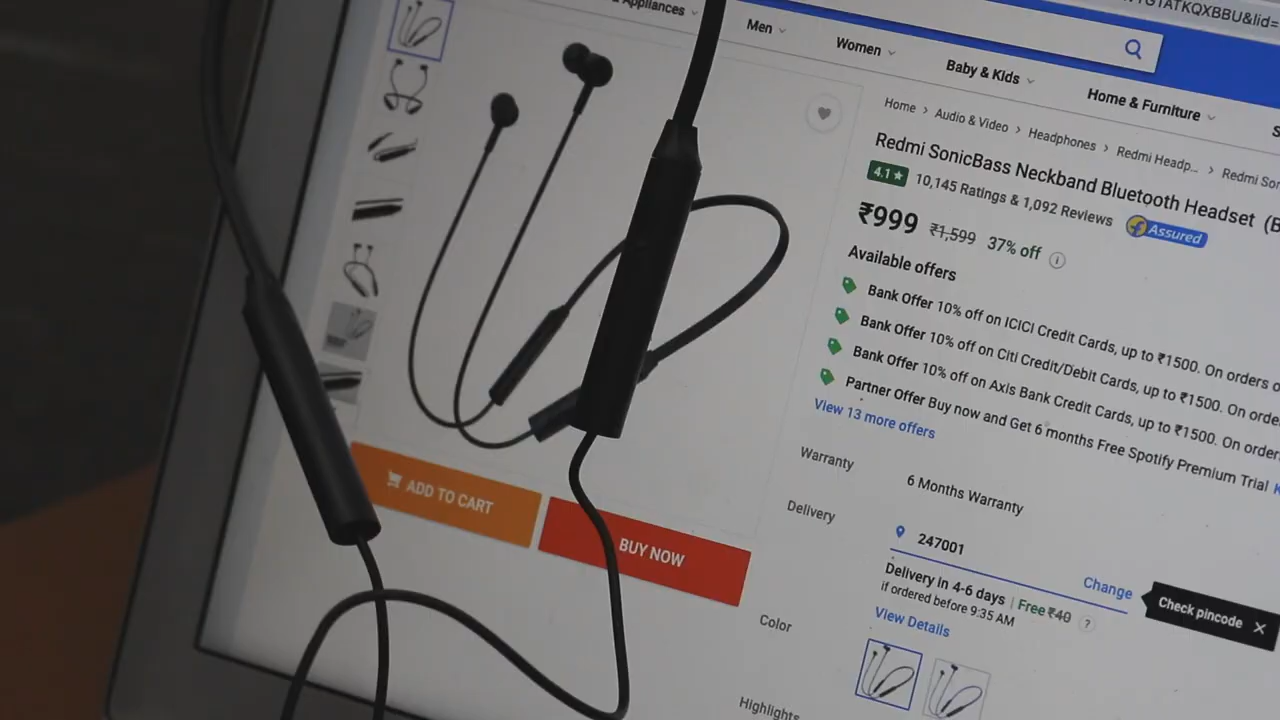 & Appliances
Men
Women
Baby & Kids
Home & Furniture
Home > Audio & Video > Headphones > Redmi Headp... > Redmi Son
Redmi SonicBass Neckband Bluetooth Headset (B
4.1 ★ 10,145 Ratings & 1,092 Reviews Assured
₹999 ₹1,599 37% off
Available offers
Bank Offer 10% off on ICICI Credit Cards, up to ₹1500. On orders
Bank Offer 10% off on Citi Credit/Debit Cards, up to ₹1500. On orde
Bank Offer 10% off on Axis Bank Credit Cards, up to ₹1500. On order
Partner Offer Buy now and Get 6 months Free Spotify Premium Trial
View 13 more offers
Warranty
6 Months Warranty
Delivery
247001
Change
Check pincode
Delivery in 4-6 days | Free ₹40 ?
if ordered before 9:35 AM
View Details
ADD TO CART
BUY NOW
Color
Highlights